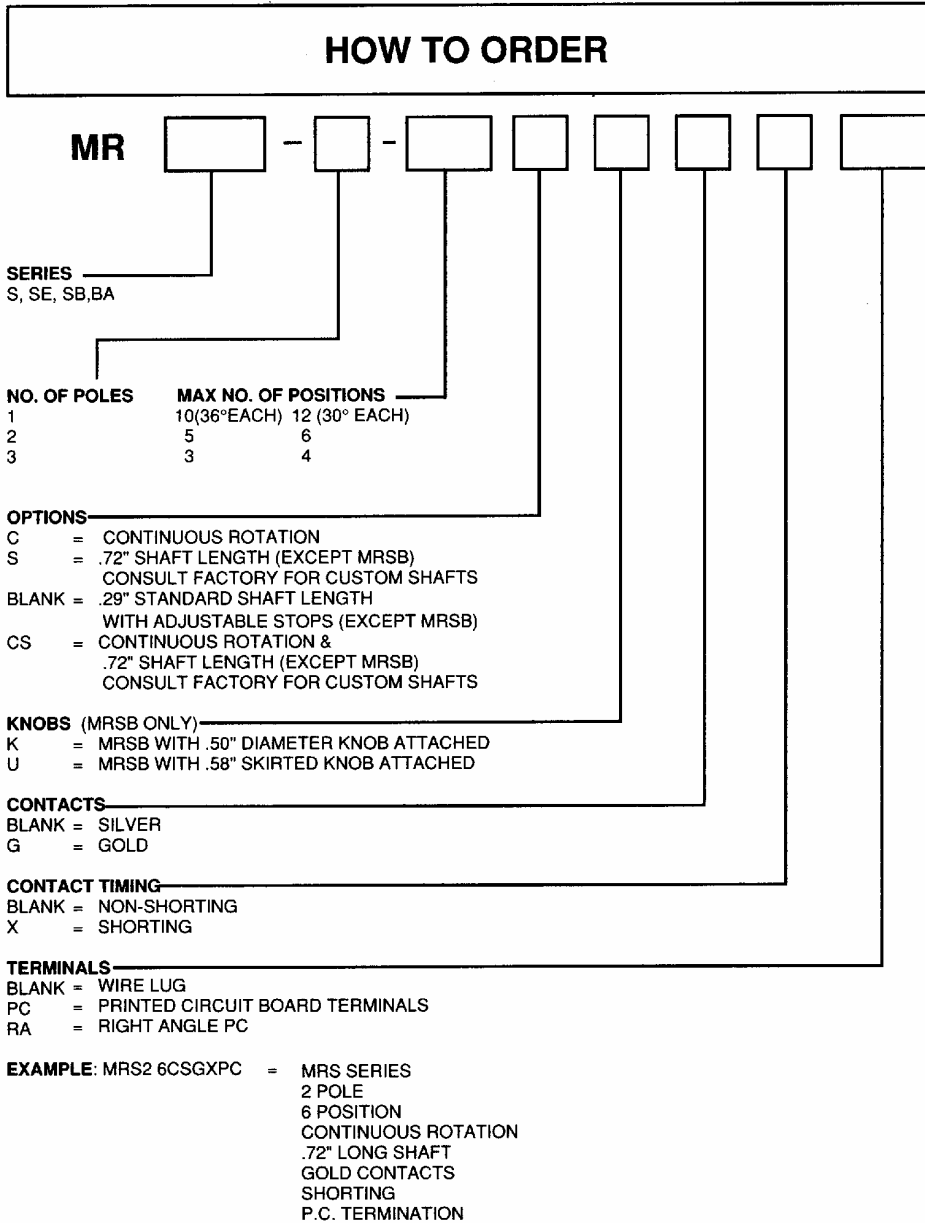 HOW TO ORDER
MR - -
SERIES
S, SE, SB,BA
NO. OF POLES MAX NO. OF POSITIONS
1 10(36°EACH) 12 (30° EACH)
2 5 6
3 3 4
OPTIONS
C = CONTINUOUS ROTATION
S = .72" SHAFT LENGTH (EXCEPT MRSB)
CONSULT FACTORY FOR CUSTOM SHAFTS
BLANK = .29" STANDARD SHAFT LENGTH
WITH ADJUSTABLE STOPS (EXCEPT MRSB)
CS = CONTINUOUS ROTATION &
.72" SHAFT LENGTH (EXCEPT MRSB)
CONSULT FACTORY FOR CUSTOM SHAFTS
KNOBS (MRSB ONLY)
K = MRSB WITH .50" DIAMETER KNOB ATTACHED
U = MRSB WITH .58" SKIRTED KNOB ATTACHED
CONTACTS
BLANK = SILVER
G = GOLD
CONTACT TIMING
BLANK = NON-SHORTING
X = SHORTING
TERMINALS
BLANK = WIRE LUG
PC = PRINTED CIRCUIT BOARD TERMINALS
RA = RIGHT ANGLE PC
EXAMPLE: MRS2 6CSGXPC = MRS SERIES
2 POLE
6 POSITION
CONTINUOUS ROTATION
.72" LONG SHAFT
GOLD CONTACTS
SHORTING
P.C. TERMINATION